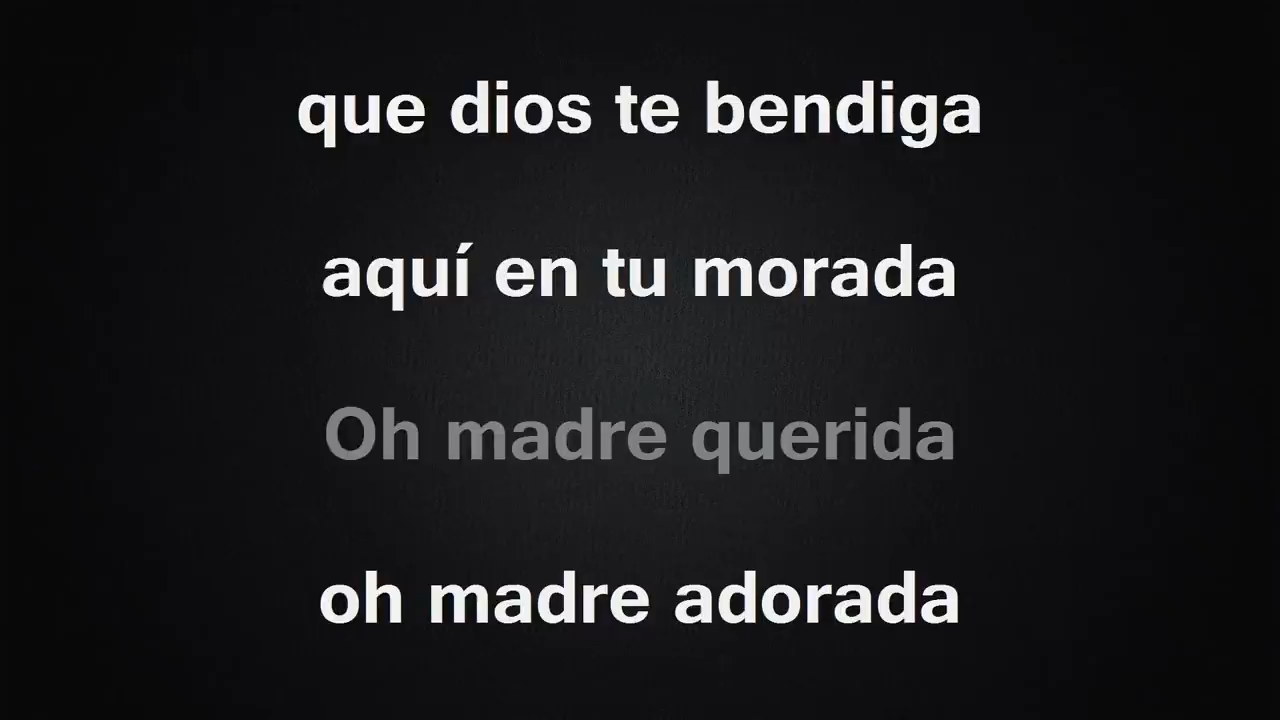 que dios te bendiga
aquí en tu morada
Oh madre querida
oh madre adorada